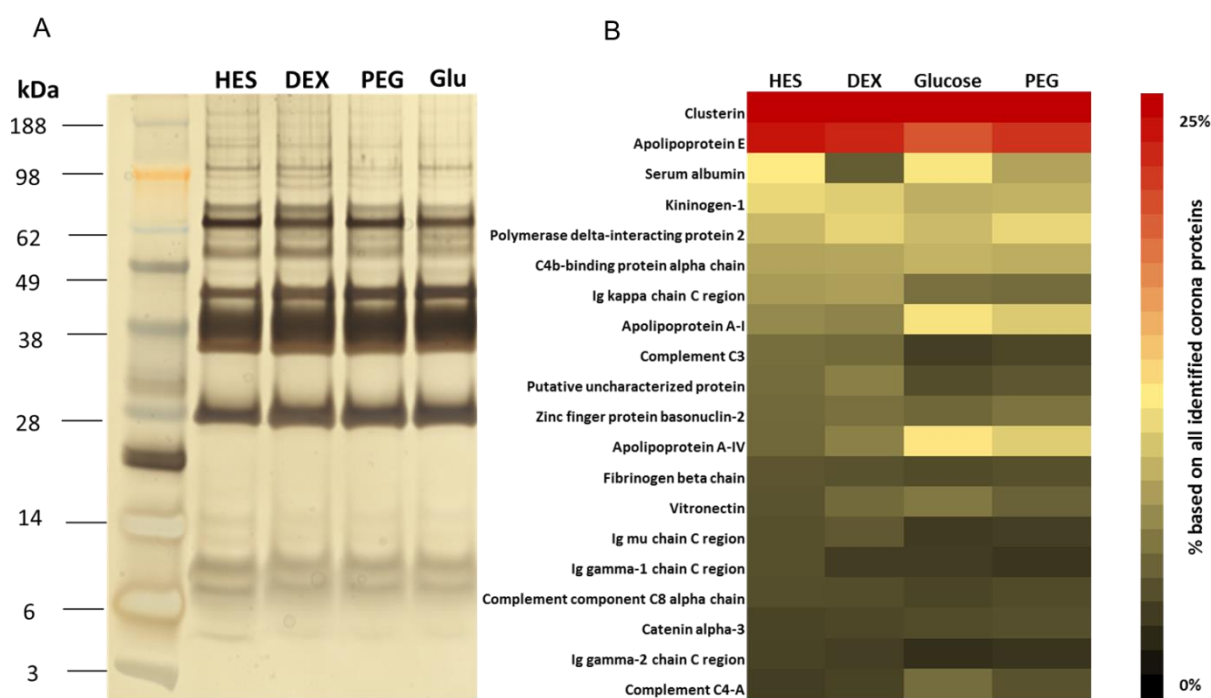 A
HES DEX PEG Glu
kDa
188
98
62
49
38
28
14
6
3
B
HES DEX Glucose PEG
Clusterin
Apolipoprotein E
Serum albumin
Kininogen-1
Polymerase delta-interacting protein 2
C4b-binding protein alpha chain
Ig kappa chain C region
Apolipoprotein A-I
Complement C3
Putative uncharacterized protein
Zinc finger protein basonuclin-2
Apolipoprotein A-IV
Fibrinogen beta chain
Vitronectin
Ig mu chain C region
Ig gamma-1 chain C region
Complement component C8 alpha chain
Catenin alpha-3
Ig gamma-2 chain C region
Complement C4-A
25%
% based on all identified corona proteins
0%